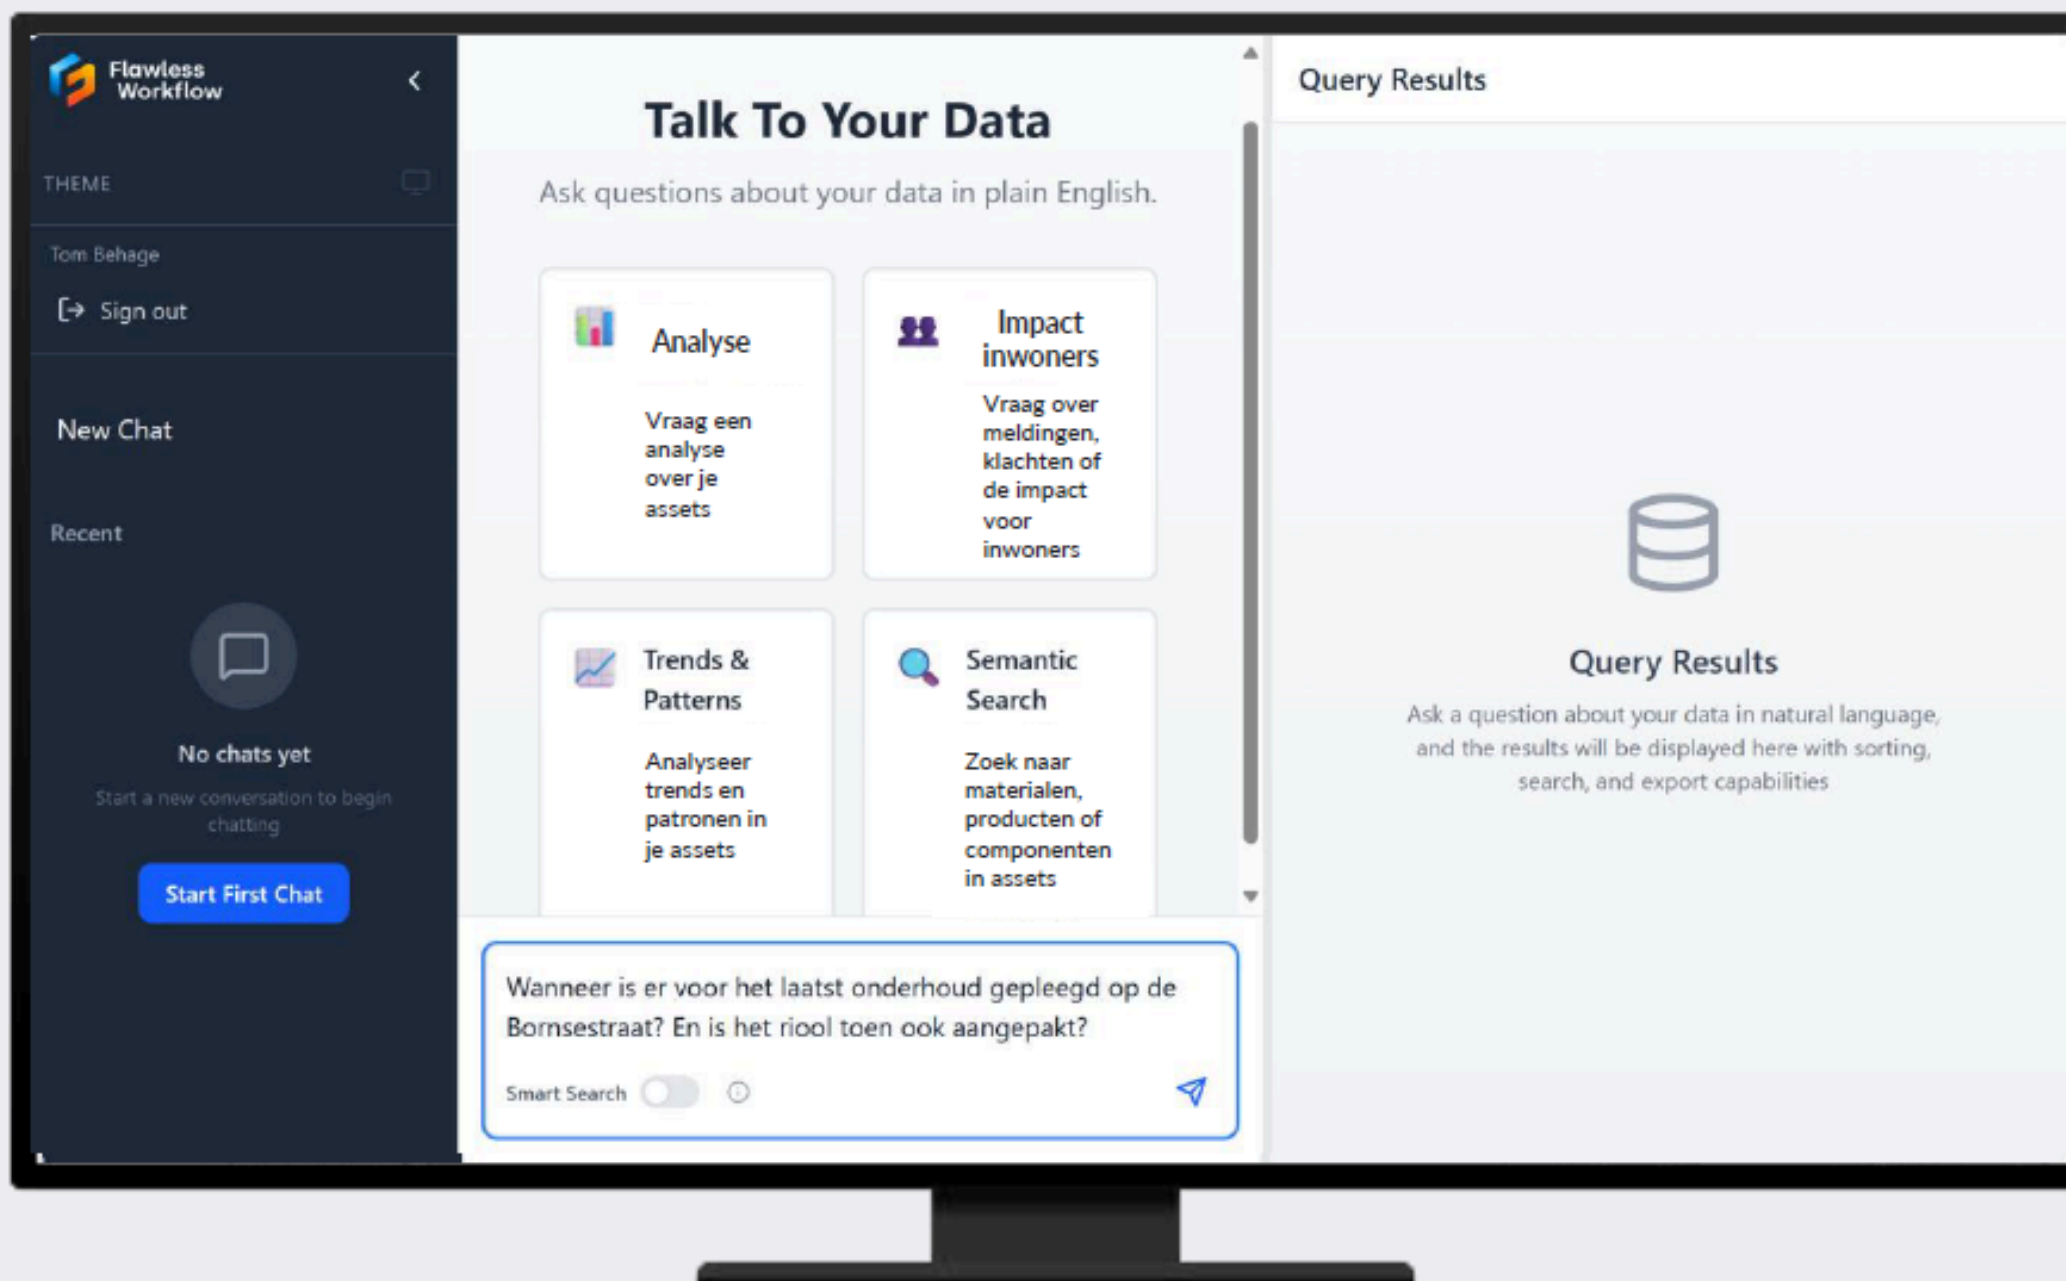 Flawless
Workflow
THEME
Tom Behage
Sign out
New Chat
Recent
No chats yet
Start a new conversation to begin
chatting
Start First Chat
Talk To Your Data
Ask questions about your data in plain English.
Analyse
Vraag een
analyse
over je
assets
Impact
inwoners
Vraag over
meldingen,
klachten of
de impact
voor
inwoners
Trends &
Patterns
Analyseer
trends en
patronen in
je assets
Semantic
Search
Zoek naar
materialen,
producten of
componenten
in assets
Wanneer is er voor het laatst onderhoud gepleegd op de
Bornsestraat? En is het riool toen ook aangepakt?
Smart Search
Query Results
Query Results
Ask a question about your data in natural language,
and the results will be displayed here with sorting,
search, and export capabilities